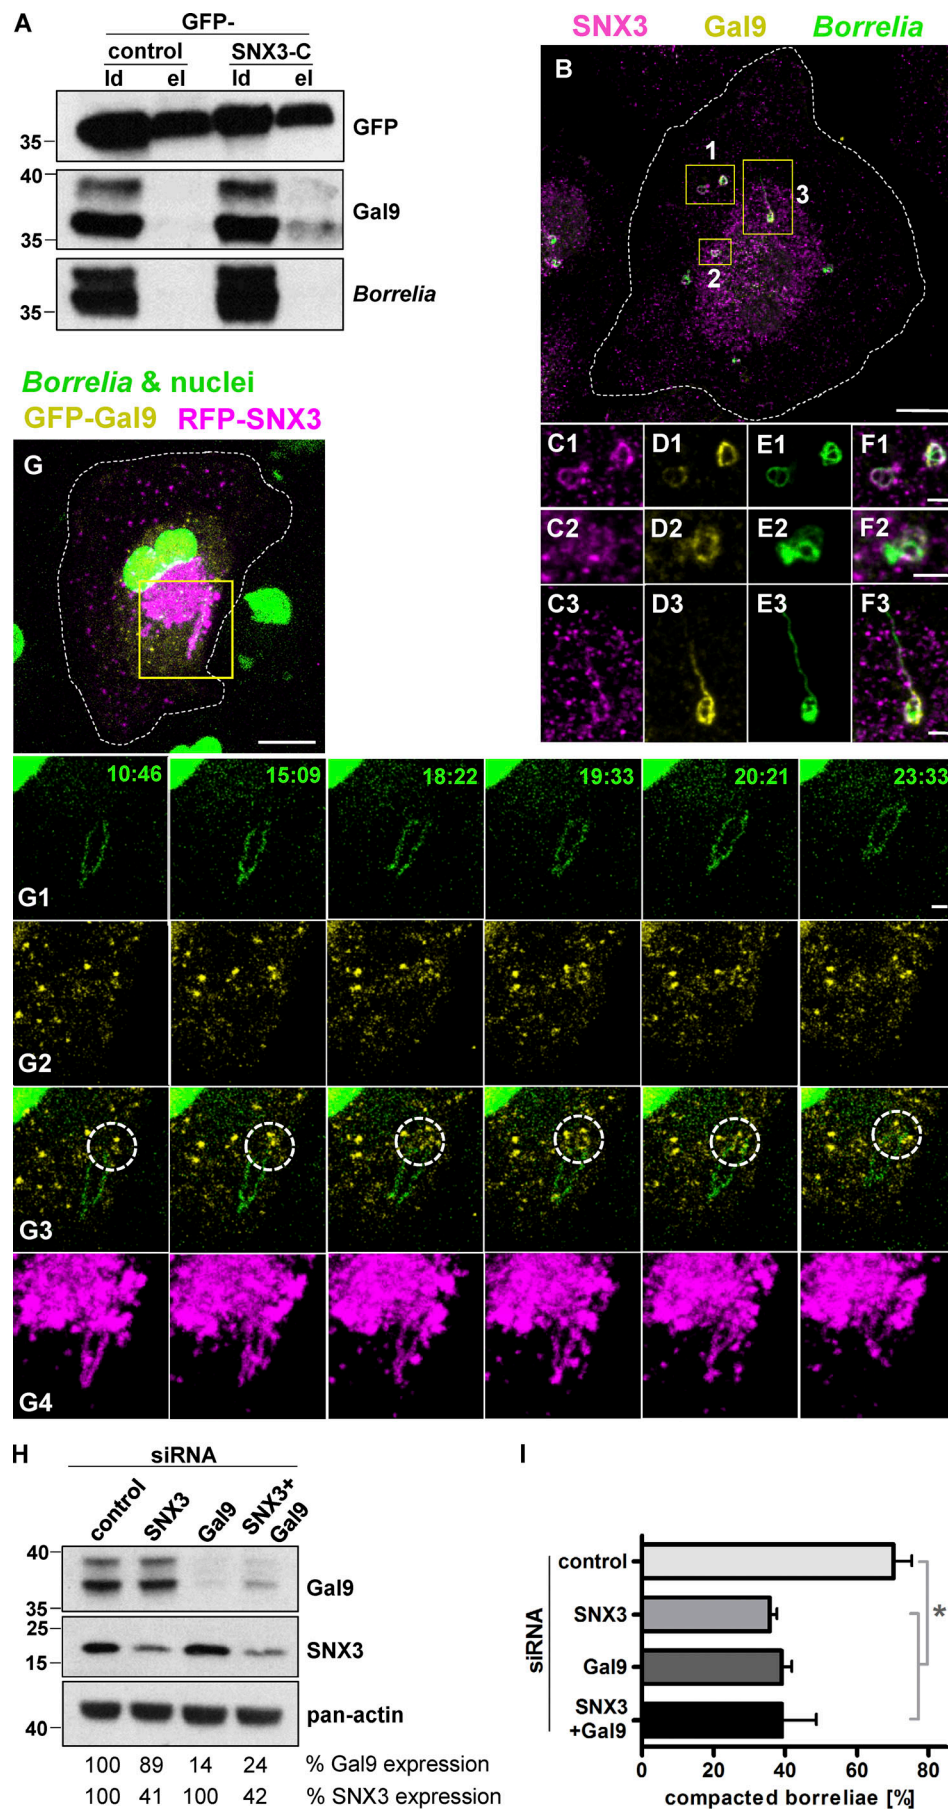 A
GFP-
control SNX3-C
ld el ld el
35
GFP
40
35
Gal9
35
Borrelia
SNX3 Gal9 Borrelia
B
1
2
3
C1 D1 E1 F1
C2 D2 E2 F2
C3 D3 E3 F3
Borrelia & nuclei
GFP-Gal9 RFP-SNX3
G
10:46 15:09 18:22 19:33 20:21 23:33
G1
G2
G3
G4
H
siRNA
control SNX3 Gal9 SNX3+ Gal9
40
35
Gal9
25
15
SNX3
40
pan-actin
100 89 14 24 % Gal9 expression
100 41 100 42 % SNX3 expression
I
siRNA
control
SNX3
Gal9
SNX3
+Gal9
*
0 20 40 60 80
compacted borreliae [%]